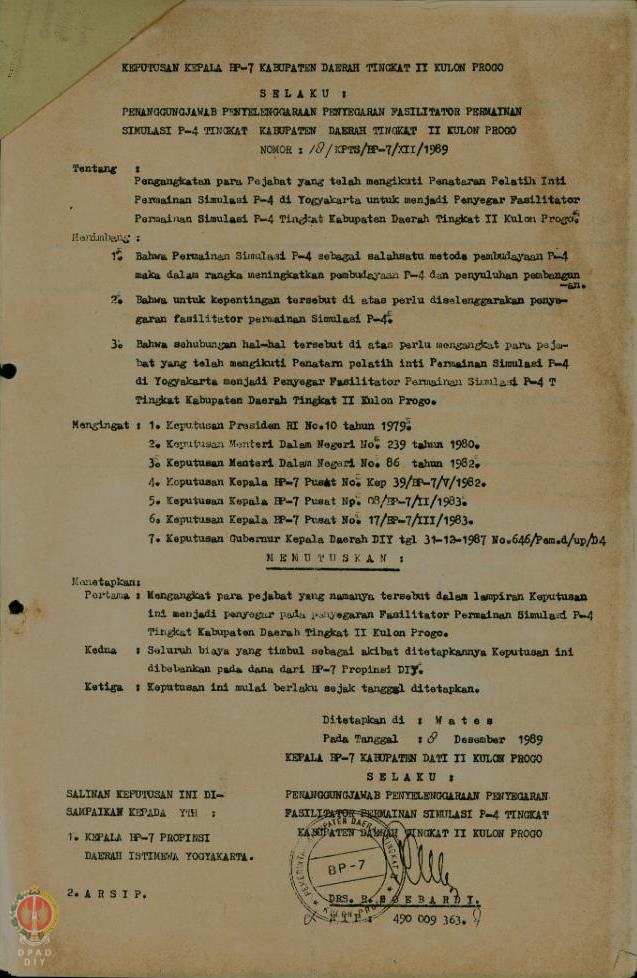 KEPUTUSAN KEPALA BP-7 KABUPATEN DAERAH TINGKAT II KULON PROGO
S E L A K U :
PENANGGUNGJAWAB PENYELENGGARAAN PENYEGARAN FASILITATOR PERMAINAN
SIMULASI P-4 TINGKAT KABUPATEN DAERAH TINGKAT II KULON PROGO
NOMOR : 18/KPTS/BP-7/XII/1989
Tentang :
Pengangkatan para Pejabat yang telah mengikuti Penataran Pelatih Inti
Permainan Simulasi P-4 di Yogyakarta untuk menjadi Penyegar Fasilitator
Permainan Simulasi P-4 Tingkat Kabupaten Daerah Tingkat II Kulon Progo.
Menimbang :
1. Bahwa Permainan Simulasi P-4 sebagai salahsatu metode pembudayaan P-4
maka dalam rangka meningkatkan pembudayaan P-4 dan penyuluhan pembangun
-an.
2. Bahwa untuk kepentingan tersebut di atas perlu diselenggarakan penye-
garan fasilitator permainan Simulasi P-4.
3. Bahwa sehubungan hal-hal tersebut di atas perlu mengangkat para peja-
bat yang telah mengikuti Penatarn pelatih inti Permainan Simulasi P-4
di Yogyakarta menjadi Penyegar Fasilitator Permainan Simulasi P-4 T
Tingkat Kabupaten Daerah Tingkat II Kulon Progo.
Mengingat : 1. Keputusan Presiden RI No.10 tahun 1979.
2. Keputusan Menteri Dalam Negeri No. 239 tahun 1980.
3. Keputusan Menteri Dalam Negari No. 86 tahun 1982.
4. Keputusan Kepala BP-7 Pusat No. Kep 39/BP-7/V/1982.
5. Keputusan Kepala BP-7 Pusat Np. 08/BP-7/II/1983.
6. Keputusan Kepala BP-7 Pusat No. 17/BP-7/III/1983.
7. Keputusan Gubernur Kepala Daerah DIY tgl 31-12-1987 No.646/Pem.d/up/D4
M E M U T U S K A N :
Menetapkan:
Pertama : Mengangkat para pejabat yang namanya tersebut dalam lampiran Keputusan
ini menjadi penyegar pada penyegaran Fasilitator Permainan Simulasi P-4
Tingkat Kabupaten Daerah Tingkat II Kulon Progo.
Kedua : Seluruh biaya yang timbul sebagai akibat ditetapkannya Keputusan ini
dibebankan pada dana dari BP-7 Propinsi DIY.
Ketiga : Keputusan ini mulai berlaku sejak tanggal ditetapkan.
Ditetapkan di : W a t e s
Pada Tanggal : 8 Desember 1989
KEPALA BP-7 KABUPATEN DATI II KULON PROGO
S E L A K U :
SALINAN KEPUTUSAN INI DI-
SAMPAIKAN KEPADA YTH :
1. KEPALA BP-7 PROPINSI
DAERAH ISTIMEWA YOGYAKARTA.
2. A R S I P.
PENANGGUNGJAWAB PENYELENGGARAAN PENYEGARAN
FASILITATOR PERMAINAN SIMULASI P-4 TINGKAT
KABUPATEN DAERAH TINGKAT II KULON PROGO
BP-7
KULON PROGO
DRS. R. SOEBARDI.
NIP : 490 009 363.
DPAD
DIY